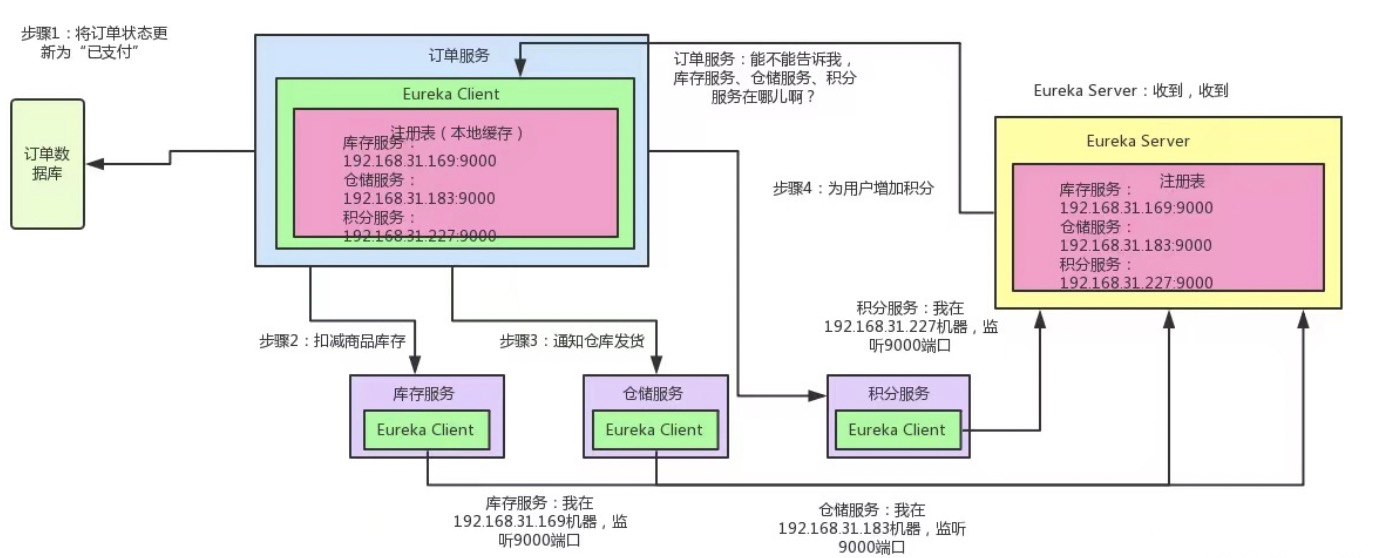 步骤1：将订单状态更
新为“已支付”
订单数
据库
订单服务
Eureka Client
注册表（本地缓存）
库存服务：
192.168.31.169:9000
仓储服务：
192.168.31.183:9000
积分服务：
192.168.31.227:9000
订单服务：能不能告诉我，
库存服务、仓储服务、积分
服务在哪儿啊？
Eureka Server：收到，收到
Eureka Server
注册表
库存服务：
192.168.31.169:9000
仓储服务：
192.168.31.183:9000
积分服务：
192.168.31.227:9000
步骤4：为用户增加积分
步骤2：扣减商品库存
步骤3：通知仓库发货
积分服务：我在
192.168.31.227机器，监
听9000端口
库存服务
Eureka Client
仓储服务
Eureka Client
积分服务
Eureka Client
库存服务：我在
192.168.31.169机器，监
听9000端口
仓储服务：我在
192.168.31.183机器，监听
9000端口